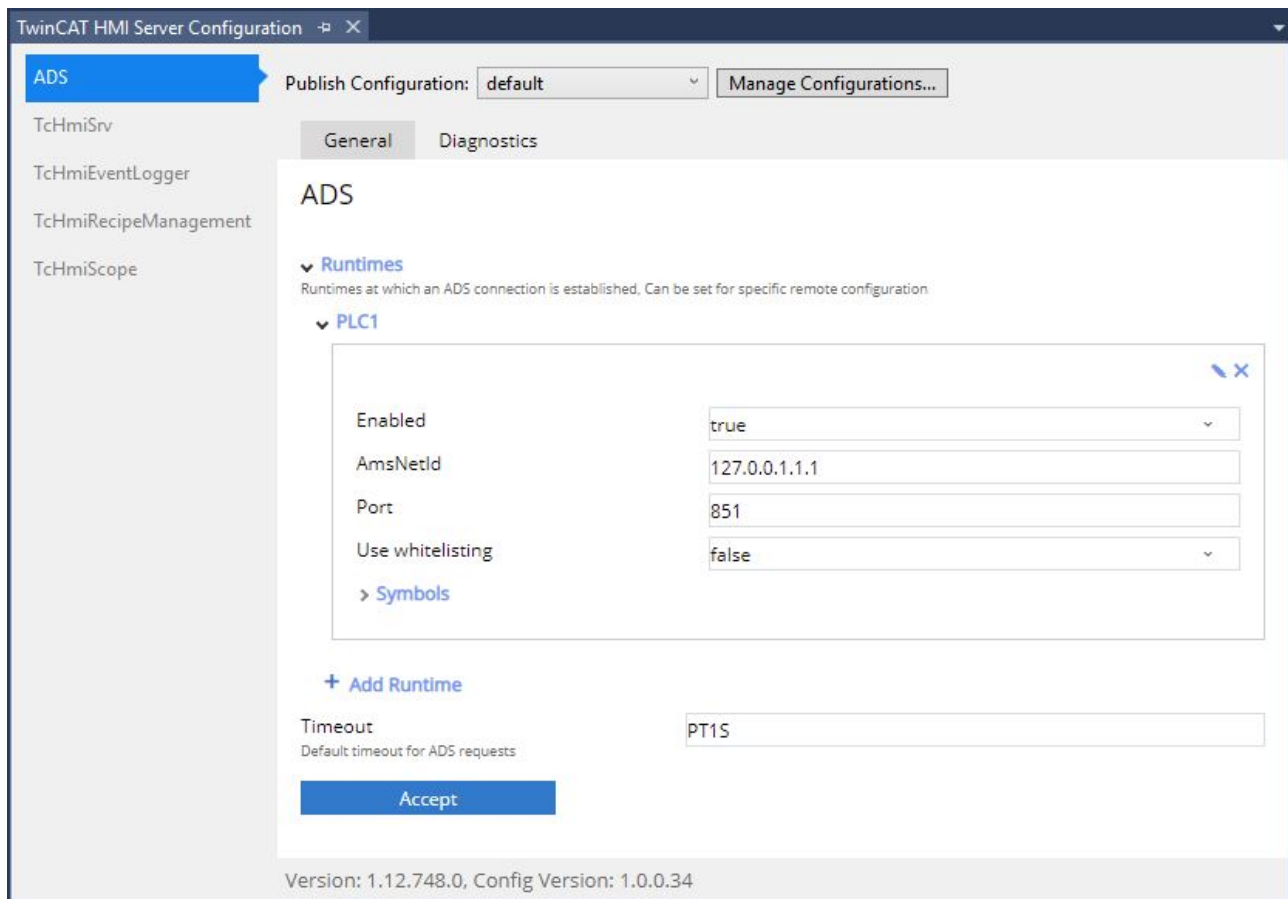 TwinCAT HMI Server Configuration
ADS
TcHmiSrv
TcHmiEventLogger
TcHmiRecipeManagement
TcHmiScope
Publish Configuration: default Manage Configurations...
General Diagnostics
ADS
Runtimes
Runtimes at which an ADS connection is established, Can be set for specific remote configuration
PLC1
Enabled true
AmsNetId 127.0.0.1.1.1
Port 851
Use whitelisting false
Symbols
+ Add Runtime
Timeout PT1S
Default timeout for ADS requests
Accept
Version: 1.12.748.0, Config Version: 1.0.0.34